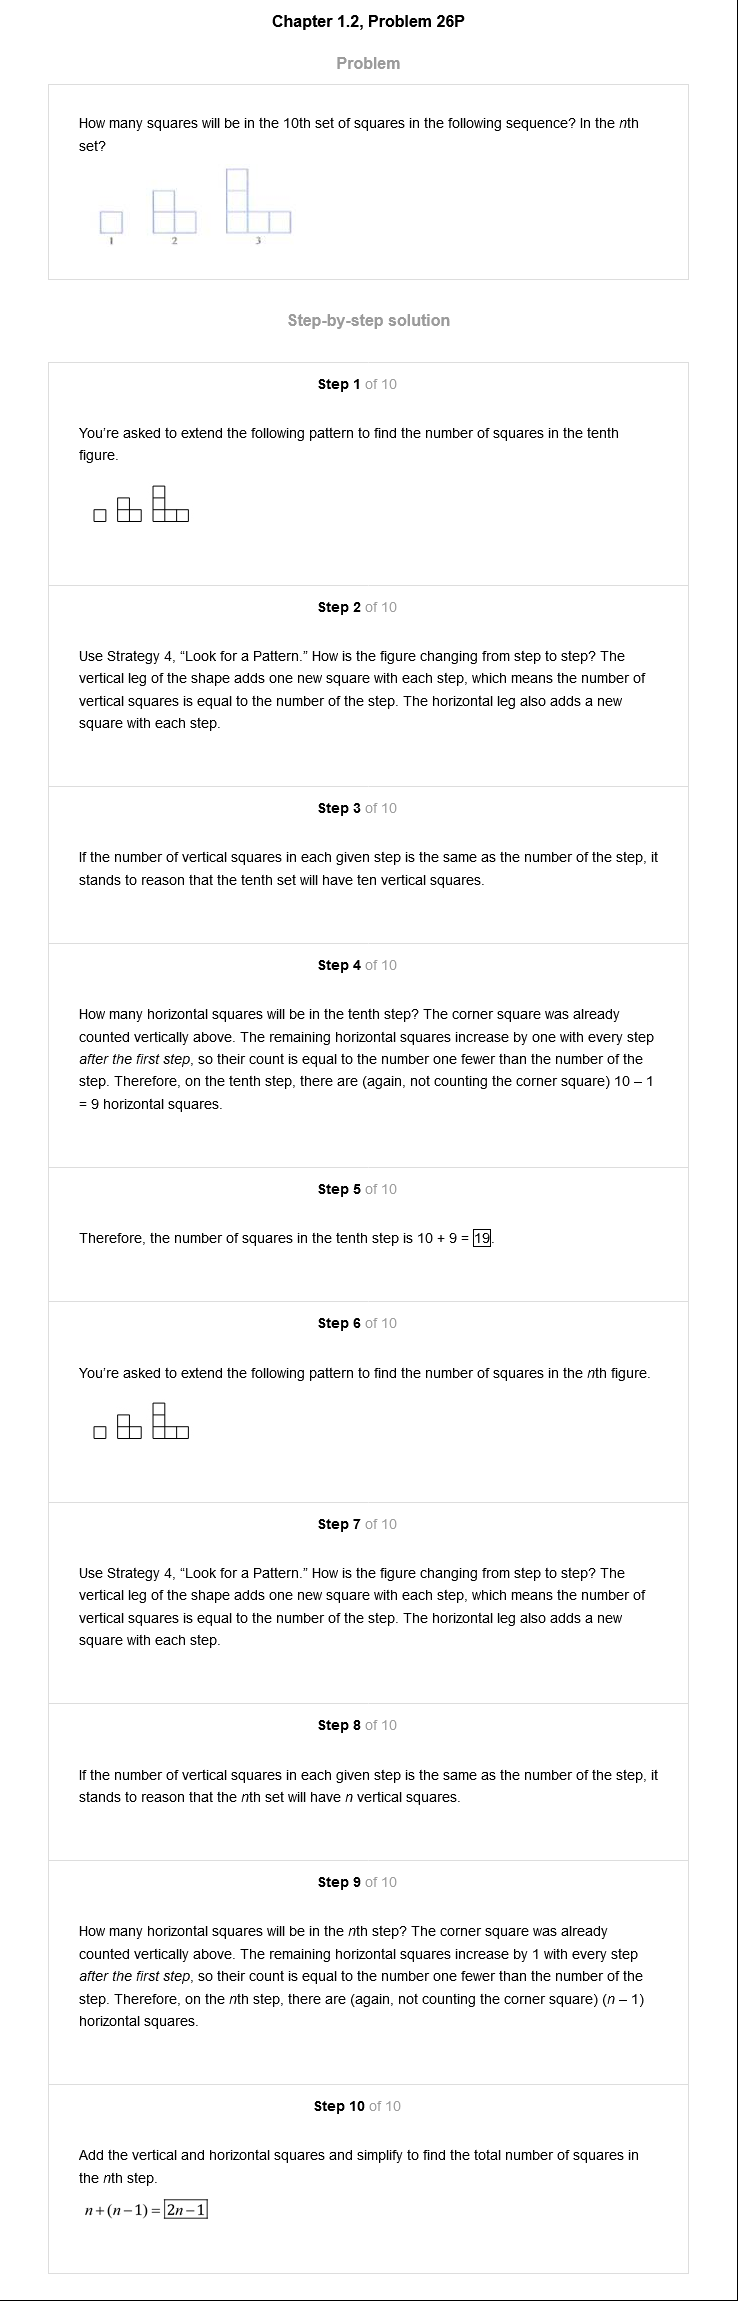 Chapter 1.2, Problem 26P
Problem
How many squares will be in the 10th set of squares in the following sequence? In the nth
set?
1 2 3
Step-by-step solution
Step 1 of 10
You’re asked to extend the following pattern to find the number of squares in the tenth
figure.
Step 2 of 10
Use Strategy 4, “Look for a Pattern.” How is the figure changing from step to step? The
vertical leg of the shape adds one new square with each step, which means the number of
vertical squares is equal to the number of the step. The horizontal leg also adds a new
square with each step.
Step 3 of 10
If the number of vertical squares in each given step is the same as the number of the step, it
stands to reason that the tenth set will have ten vertical squares.
Step 4 of 10
How many horizontal squares will be in the tenth step? The corner square was already
counted vertically above. The remaining horizontal squares increase by one with every step
after the first step, so their count is equal to the number one fewer than the number of the
step. Therefore, on the tenth step, there are (again, not counting the corner square) 10 – 1
= 9 horizontal squares.
Step 5 of 10
Therefore, the number of squares in the tenth step is 10 + 9 = 19.
Step 6 of 10
You’re asked to extend the following pattern to find the number of squares in the nth figure.
Step 7 of 10
Use Strategy 4, “Look for a Pattern.” How is the figure changing from step to step? The
vertical leg of the shape adds one new square with each step, which means the number of
vertical squares is equal to the number of the step. The horizontal leg also adds a new
square with each step.
Step 8 of 10
If the number of vertical squares in each given step is the same as the number of the step, it
stands to reason that the nth set will have n vertical squares.
Step 9 of 10
How many horizontal squares will be in the nth step? The corner square was already
counted vertically above. The remaining horizontal squares increase by 1 with every step
after the first step, so their count is equal to the number one fewer than the number of the
step. Therefore, on the nth step, there are (again, not counting the corner square) (n – 1)
horizontal squares.
Step 10 of 10
Add the vertical and horizontal squares and simplify to find the total number of squares in
the nth step.
n+(n−1)=2n−1